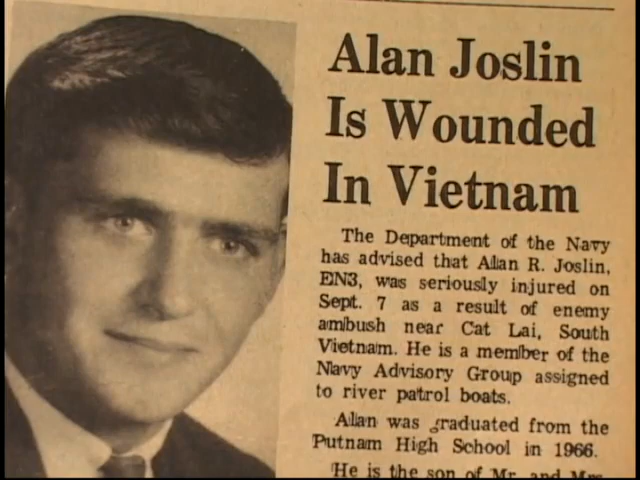 Alan Joslin
Is Wounded
In Vietnam
The Department of the Navy
has advised that Alan R. Joslin,
EN3, was seriously injured on
Sept. 7 as a result of enemy
ambush near Cat Lai, South
Vietnam. He is a member of the
Navy Advisory Group assigned
to river patrol boats.
Allan was graduated from the
Putnam High School in 1966.
He is the son of Mr. and Mrs.